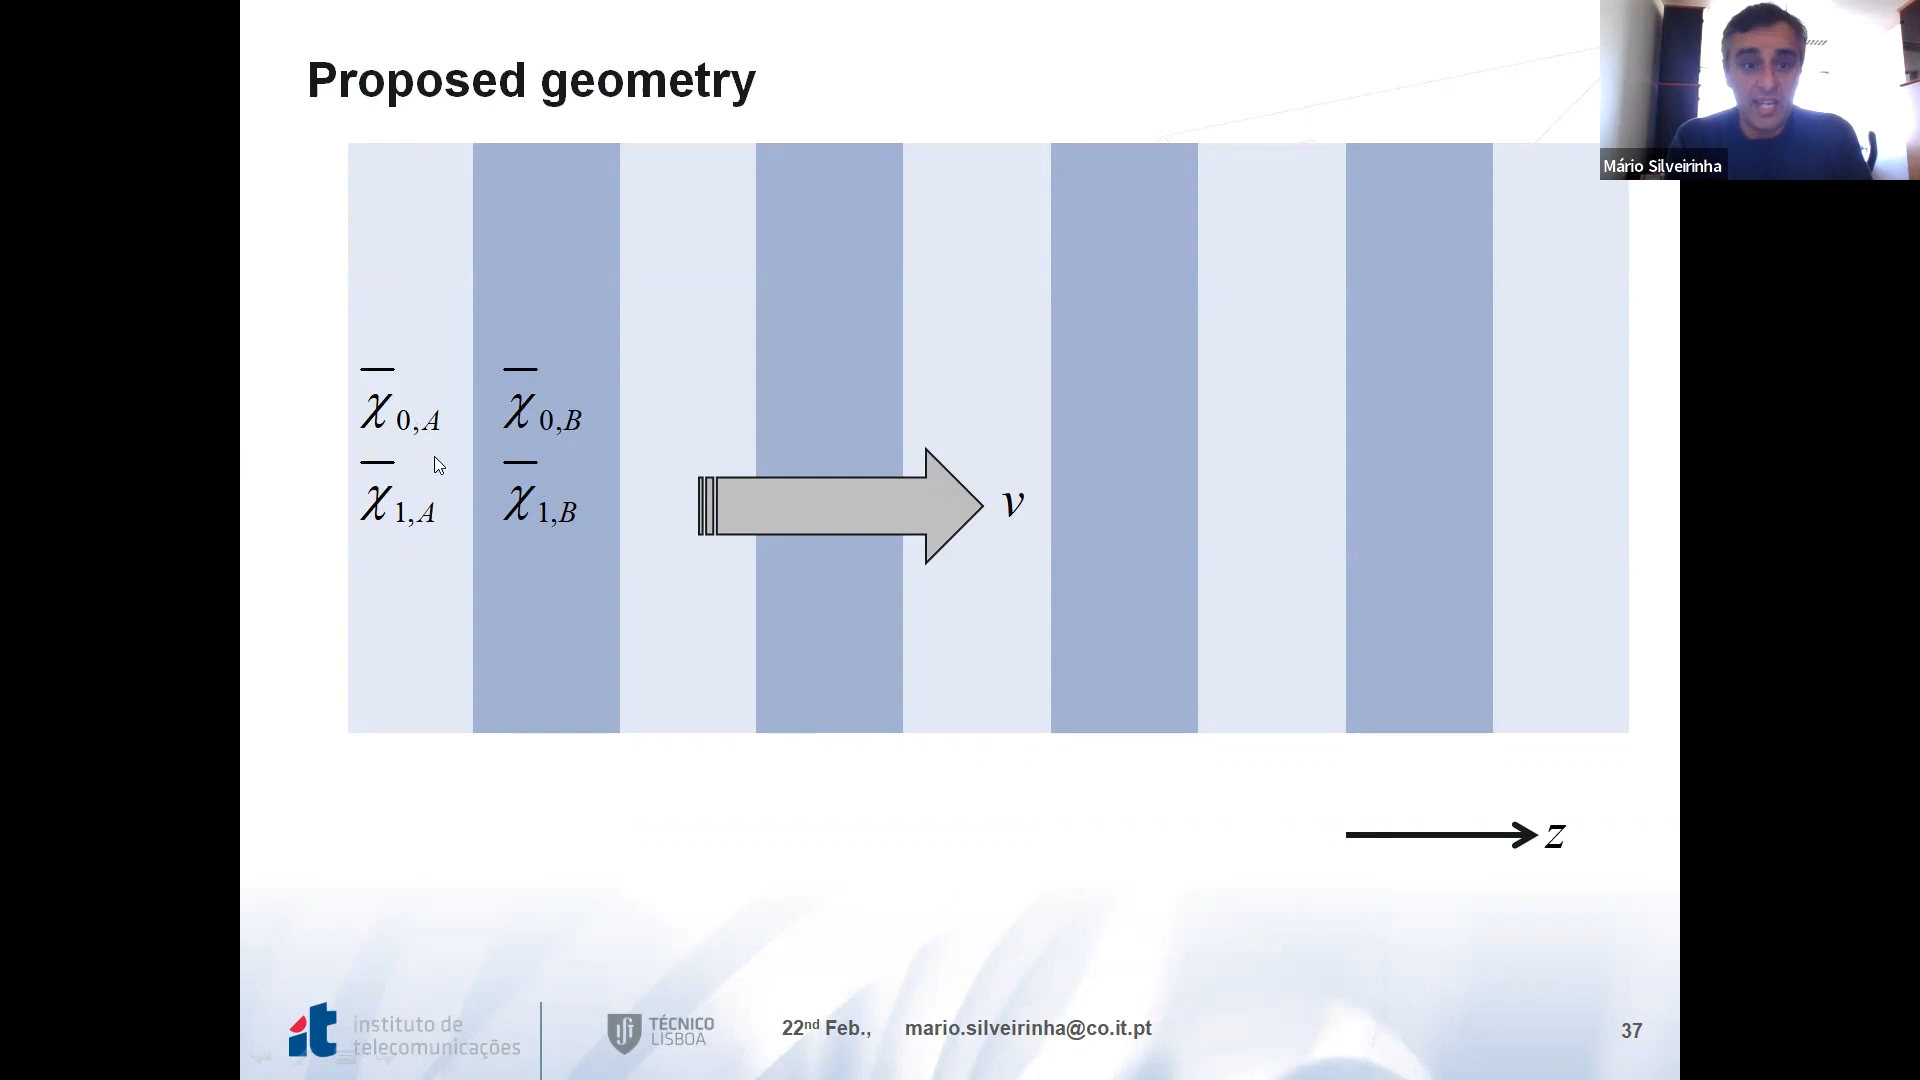 Proposed geometry
Mário Silveirinha
χ̅ 0,A
χ̅ 0,B
χ̅ 1,A
χ̅ 1,B
v
z
it instituto de
telecomunicações
TÉCNICO
LISBOA
22nd Feb., mario.silveirinha@co.it.pt
37